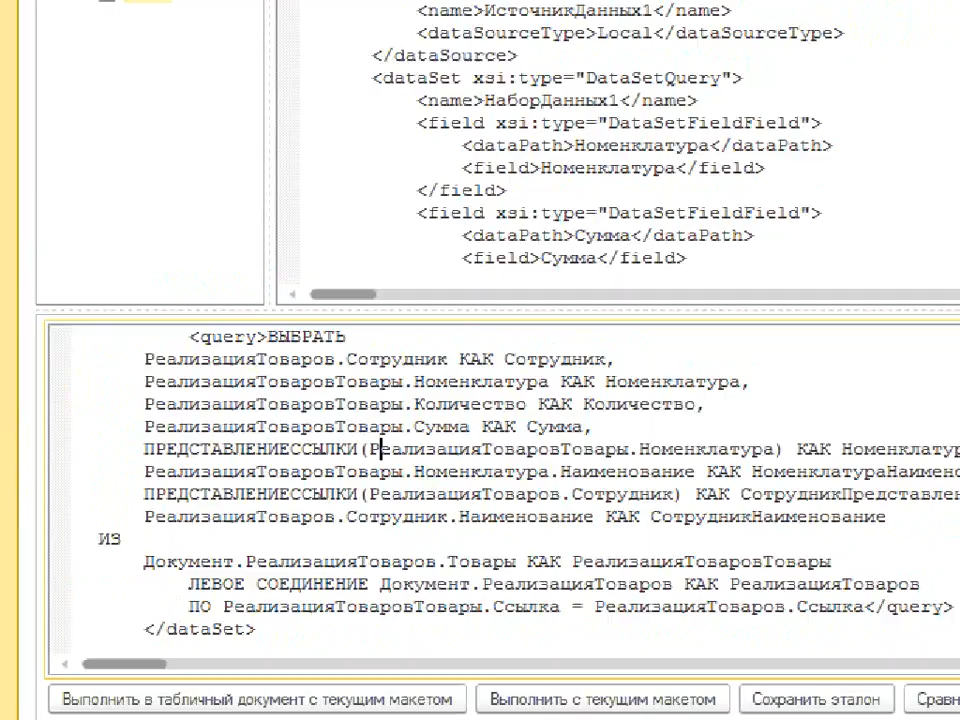 <name>ИсточникДанных1</name>
<dataSourceType>Local</dataSourceType>
</dataSource>
<dataSet xsi:type="DataSetQuery">
<name>НаборДанных1</name>
<field xsi:type="DataSetFieldField">
<dataPath>Номенклатура</dataPath>
<field>Номенклатура</field>
</field>
<field xsi:type="DataSetFieldField">
<dataPath>Сумма</dataPath>
<field>Сумма</field>
<query>ВЫБРАТЬ
РеализацияТоваров.Сотрудник КАК Сотрудник,
РеализацияТоваровТовары.Номенклатура КАК Номенклатура,
РеализацияТоваровТовары.Количество КАК Количество,
РеализацияТоваровТовары.Сумма КАК Сумма,
ПРЕДСТАВЛЕНИЕССЫЛКИ(РеализацияТоваровТовары.Номенклатура) КАК Номенклатур
РеализацияТоваровТовары.Номенклатура.Наименование КАК НоменклатураНаимено
ПРЕДСТАВЛЕНИЕССЫЛКИ(РеализацияТоваров.Сотрудник) КАК СотрудникПредставлен
РеализацияТоваров.Сотрудник.Наименование КАК СотрудникНаименование
ИЗ
Документ.РеализацияТоваров.Товары КАК РеализацияТоваровТовары
ЛЕВОЕ СОЕДИНЕНИЕ Документ.РеализацияТоваров КАК РеализацияТоваров
ПО РеализацияТоваровТовары.Ссылка = РеализацияТоваров.Ссылка</query>
</dataSet>
Выполнить в табличный документ с текущим макетом Выполнить с текущим макетом Сохранить эталон Сравн